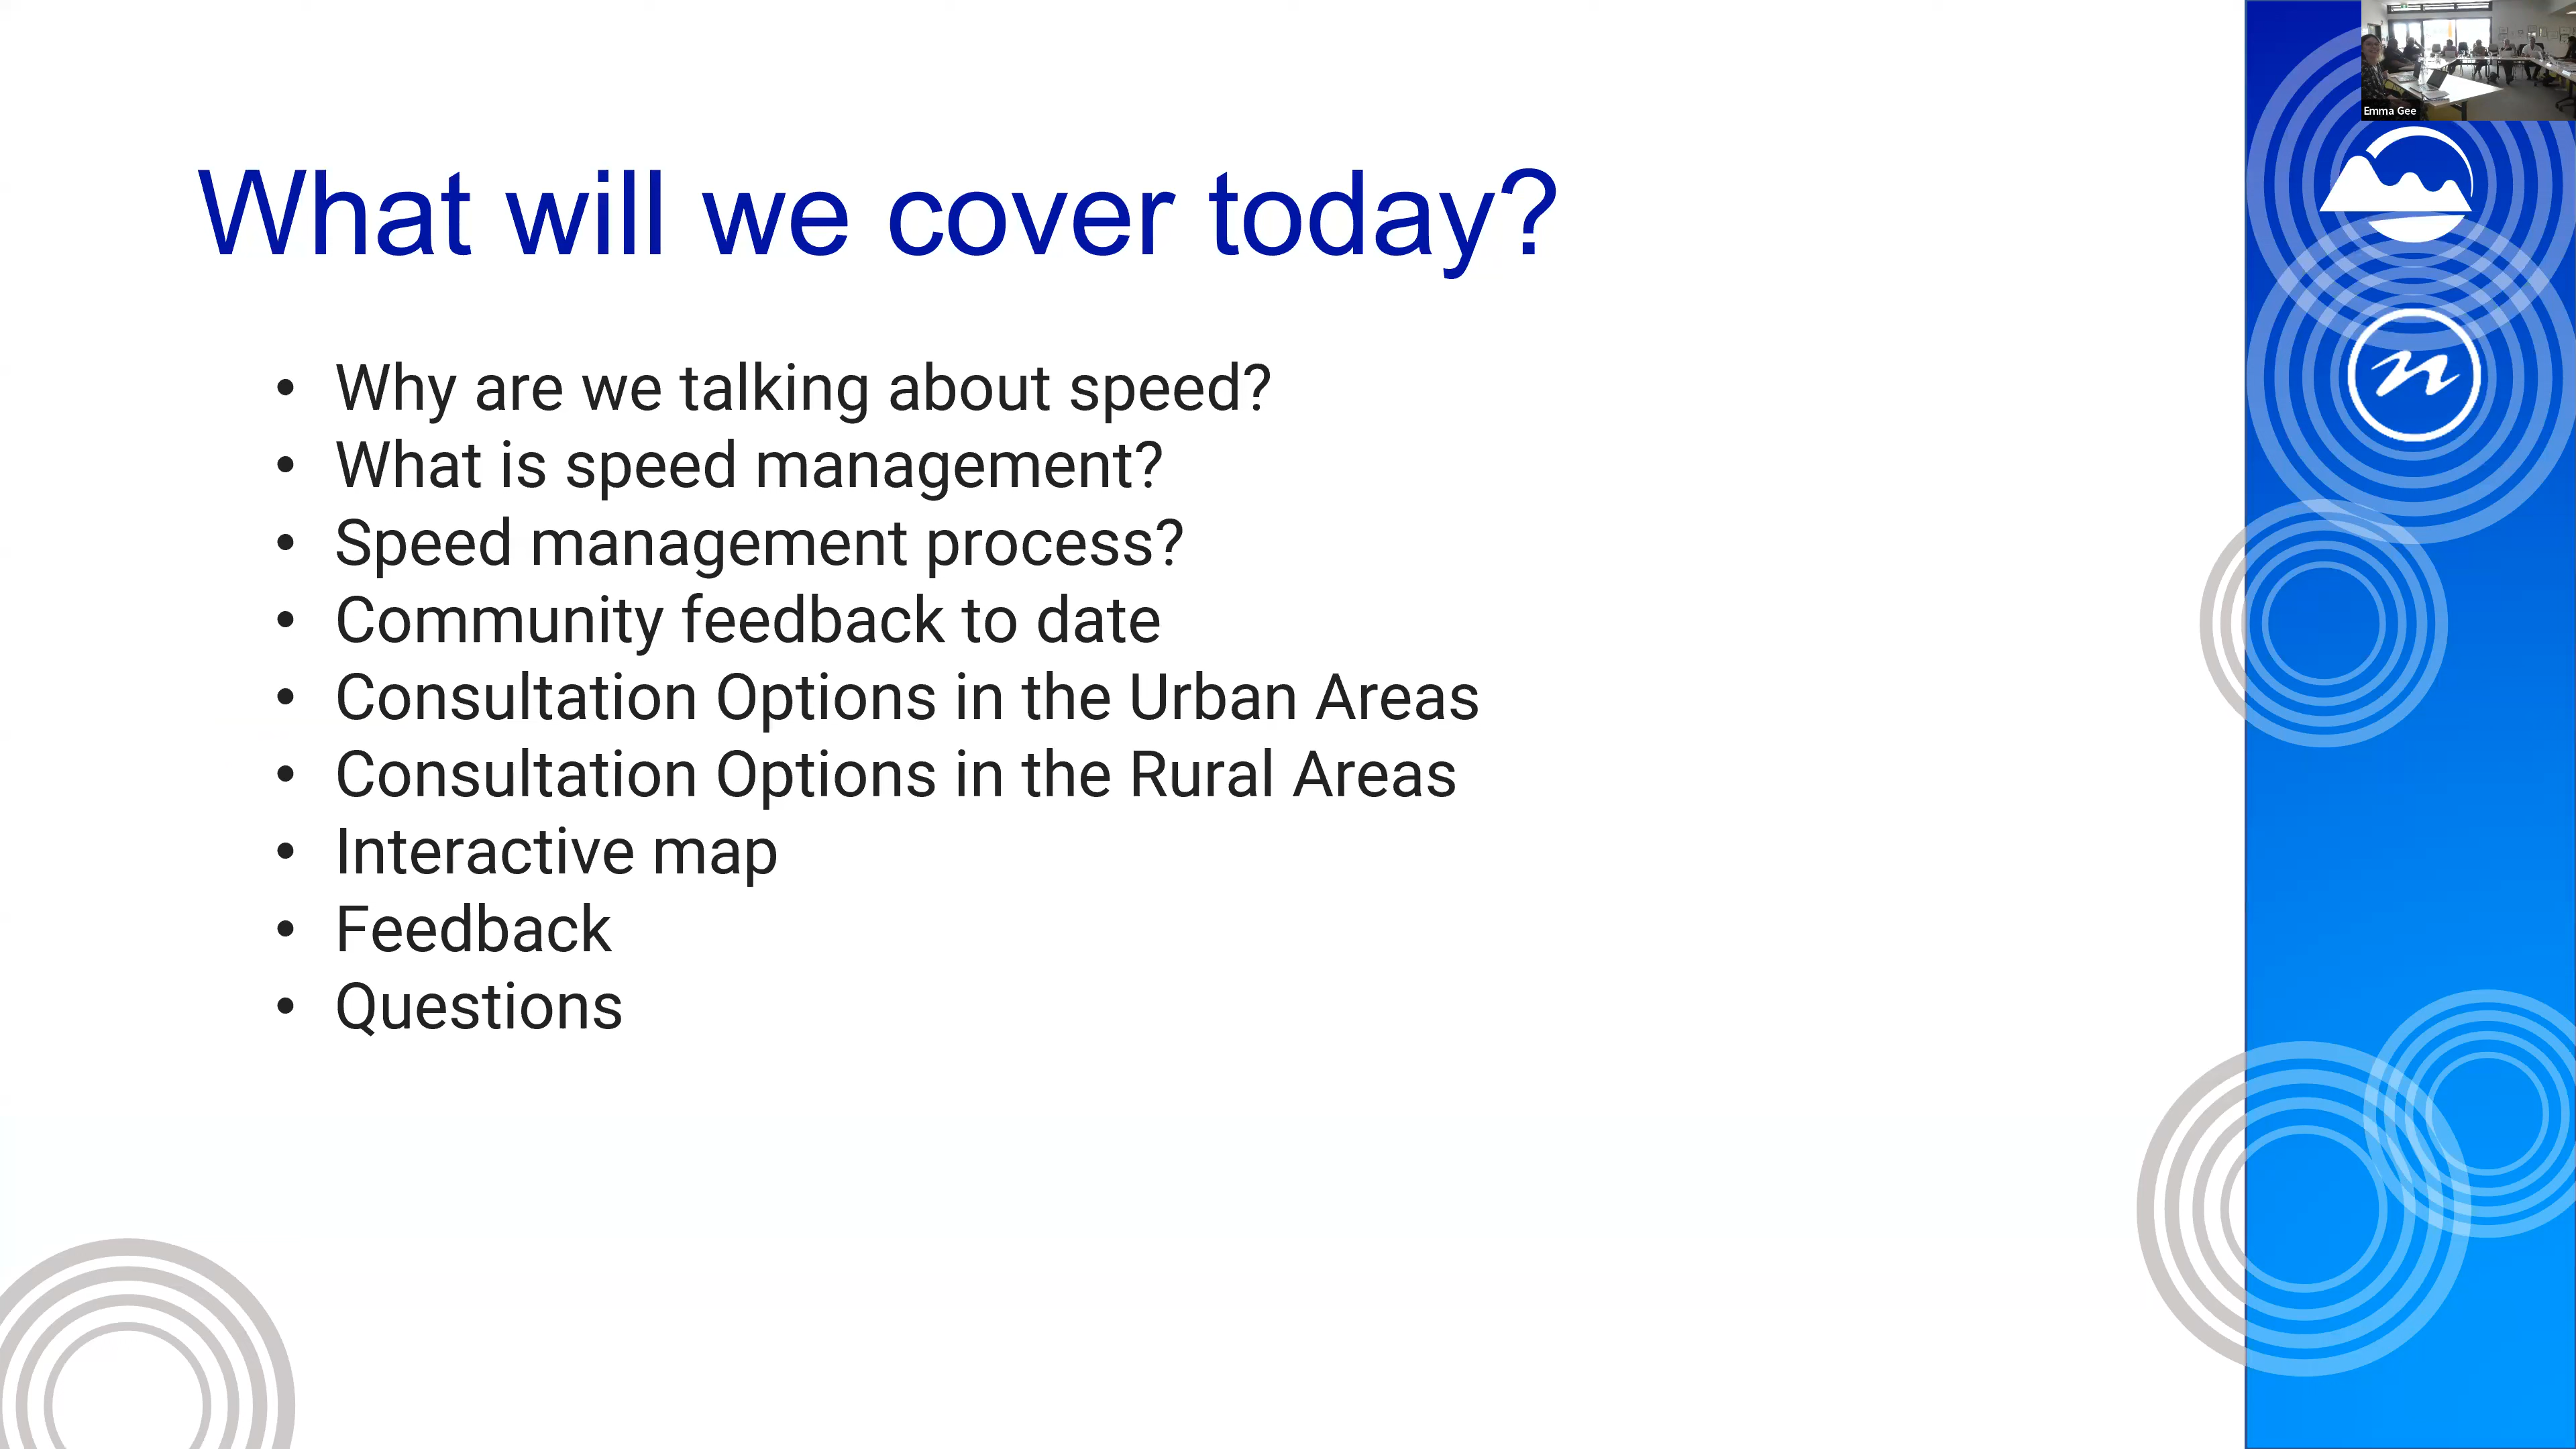 What will we cover today?
• Why are we talking about speed?
• What is speed management?
• Speed management process?
• Community feedback to date
• Consultation Options in the Urban Areas
• Consultation Options in the Rural Areas
• Interactive map
• Feedback
• Questions
Emma Gee
n